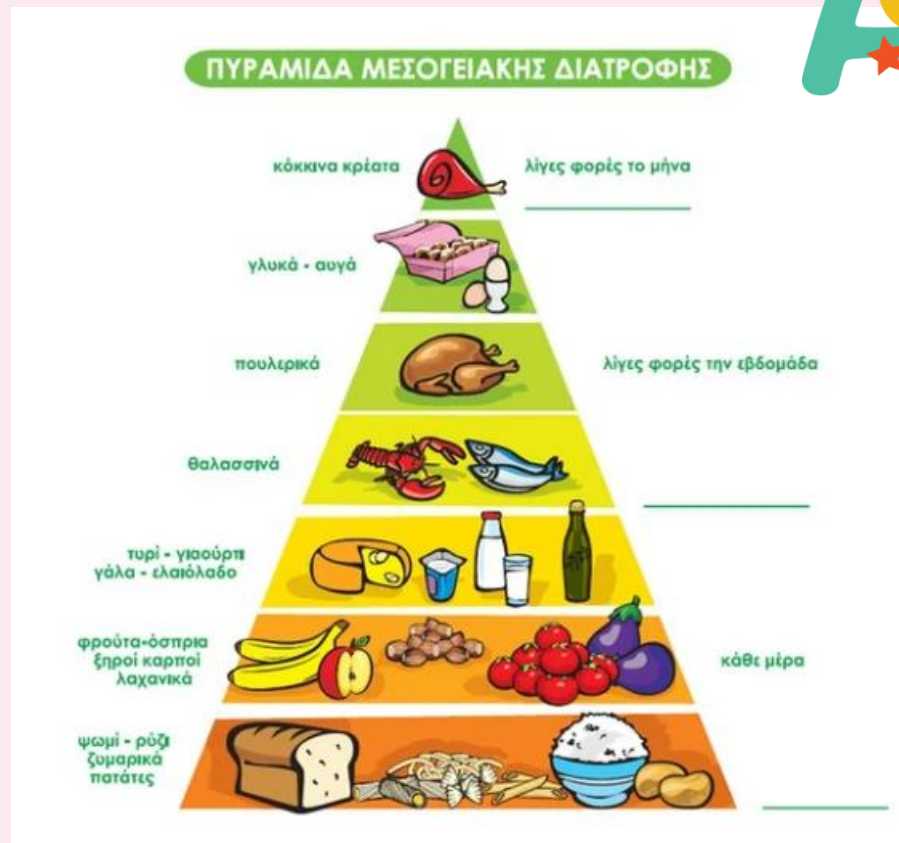 ΠΥΡΑΜΙΔΑ ΜΕΣΟΓΕΙΑΚΗΣ ΔΙΑΤΡΟΦΗΣ
κόκκινα κρέατα
λίγες φορές το μήνα
γλυκά - αυγά
πουλερικά
λίγες φορές την εβδομάδα
θαλασσινά
τυρί - γιαούρτι
γάλα - ελαιόλαδο
φρούτα-όσπρια
ξηροί καρποί
λαχανικά
κάθε μέρα
ψωμί - ρύζι
ζυμαρικά
πατάτες